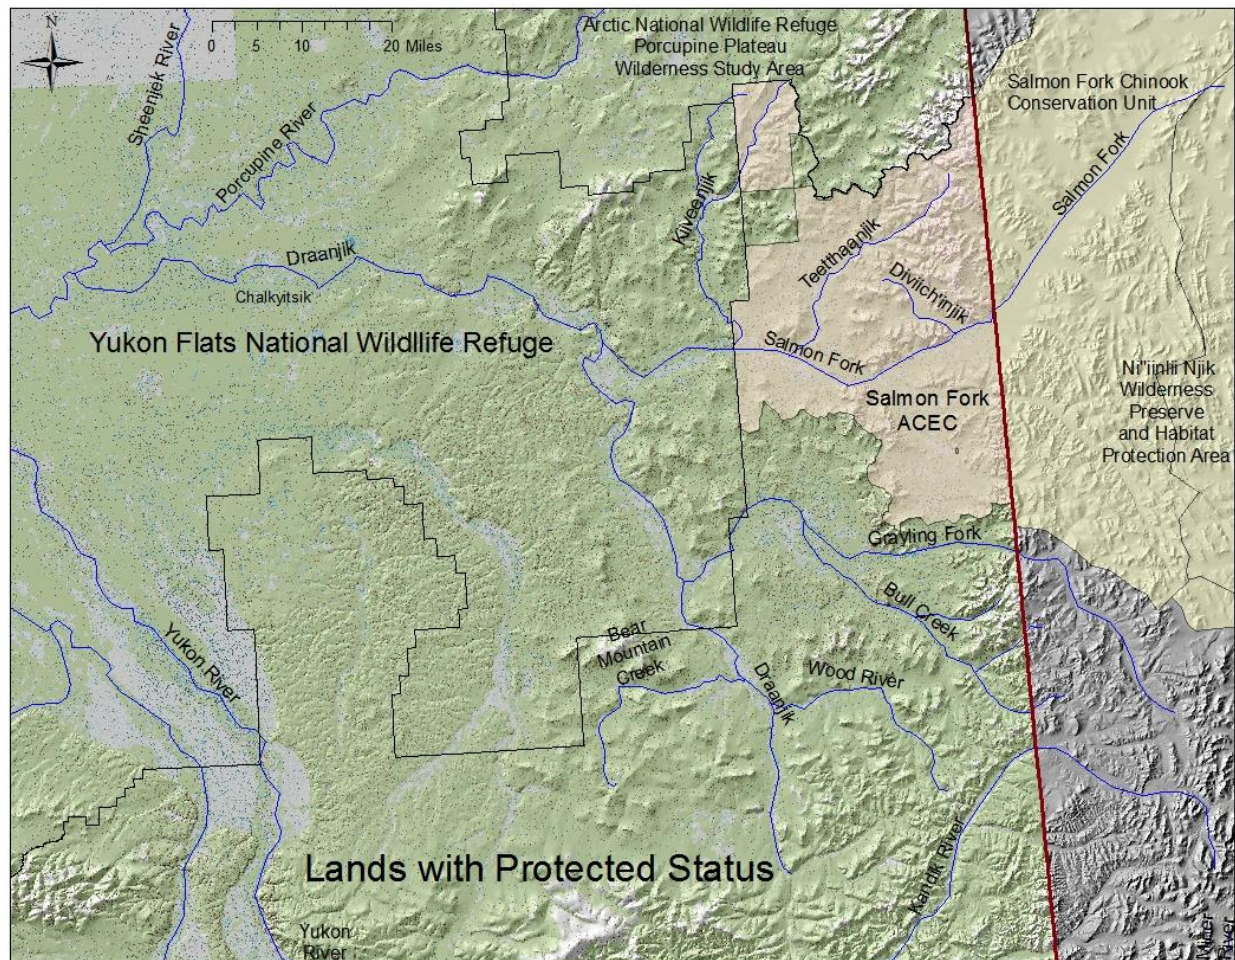 N
0 5 10 20 Miles
Arctic National Wildlife Refuge
Porcupine Plateau
Wilderness Study Area
Salmon Fork Chinook
Conservation Unit
Sheenjek River
Porcupine River
Salmon Fork
Kiiveenjik
Draanjik
Chalkyitsik
Teetthaanjik
Diviich'injik
Yukon Flats National Wildllife Refuge
Salmon Fork
Salmon Fork
ACEC
Ni"iinlii Njik
Wilderness
Preserve
and Habitat
Protection Area
Grayling Fork
Bull Creek
Yukon River
Bear
Mountain
Creek
Draanjik
Wood River
Kandik River
Lands with Protected Status
Yukon
River
Miner
River